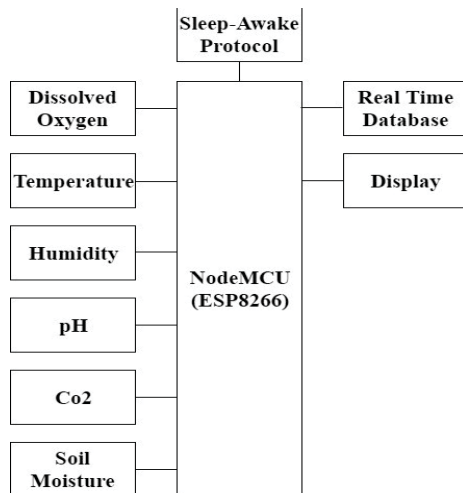 Sleep-Awake
Protocol
Dissolved
Oxygen
Temperature
Humidity
pH
Co2
Soil
Moisture
NodeMCU
(ESP8266)
Real Time
Database
Display